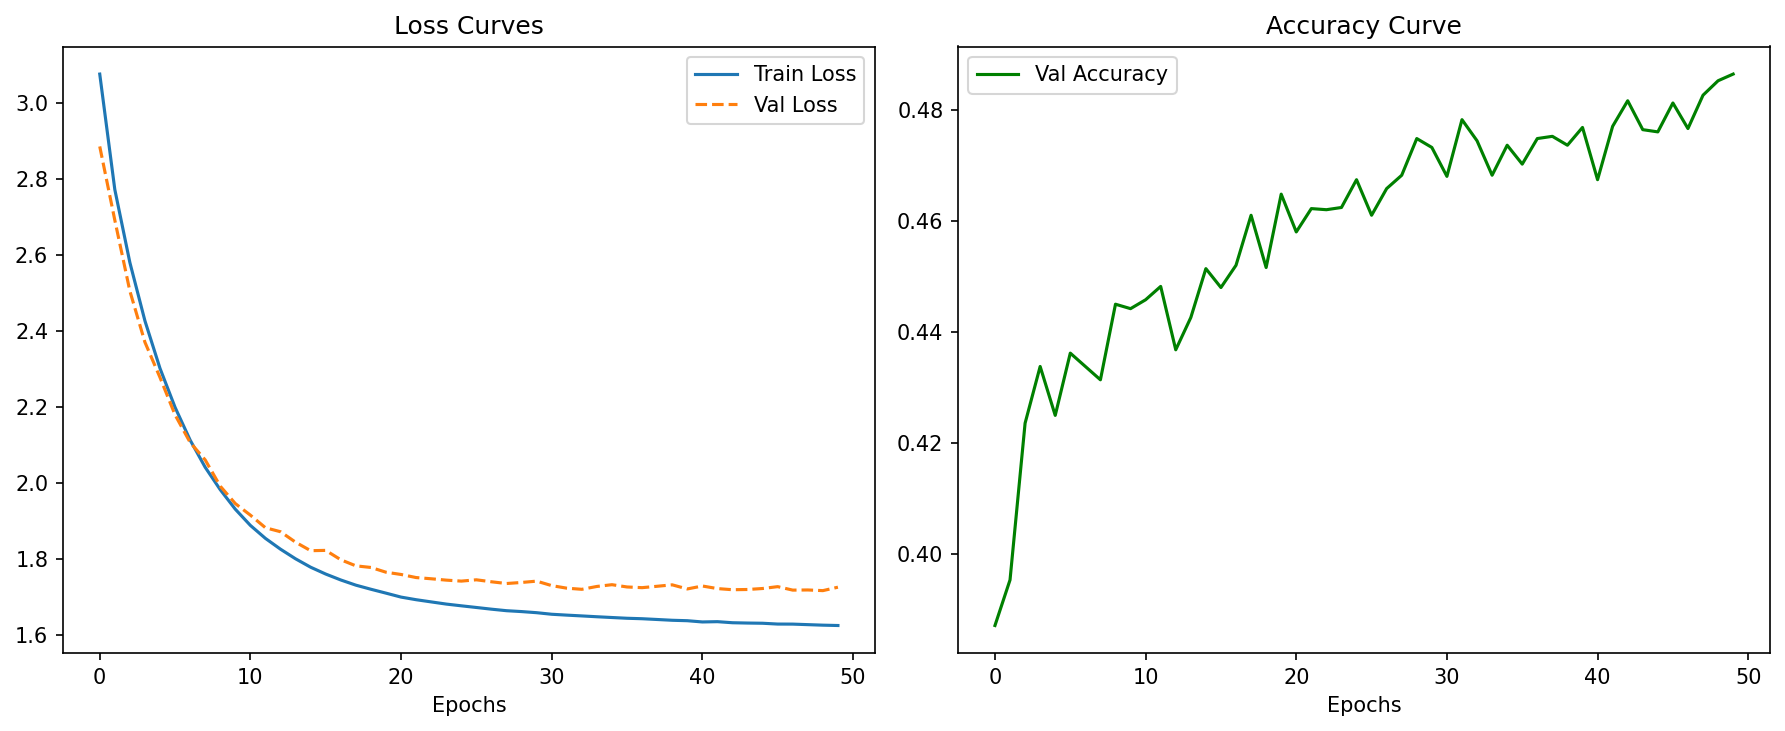 Loss Curves
Train Loss
Val Loss
3.0
2.8
2.6
2.4
2.2
2.0
1.8
1.6
0 10 20 30 40 50
Epochs
Accuracy Curve
Val Accuracy
0.48
0.46
0.44
0.42
0.40
0 10 20 30 40 50
Epochs